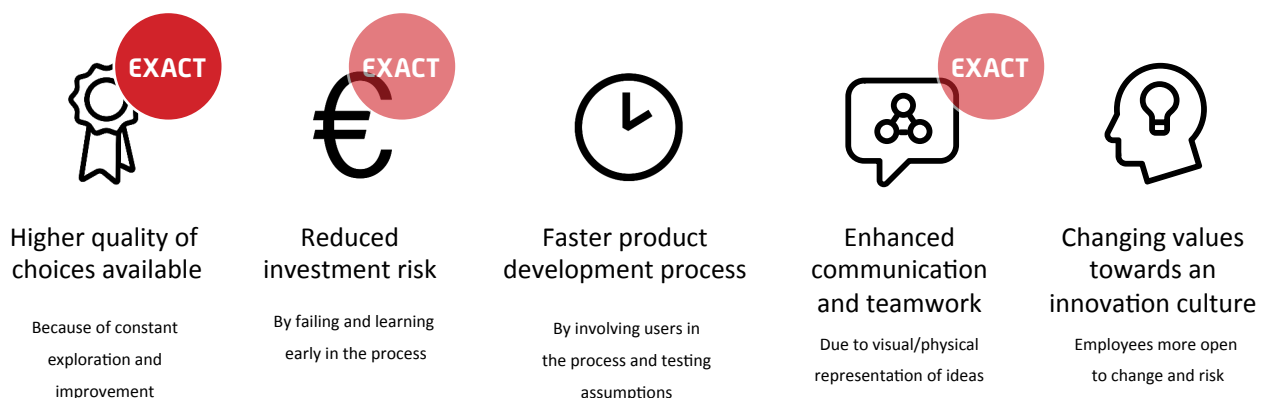 EXACT
EXACT
EXACT
Higher quality of
choices available
Because of constant
exploration and
improvement
Reduced
investment risk
By failing and learning
early in the process
Faster product
development process
By involving users in
the process and testing
assumptions
Enhanced
communication
and teamwork
Due to visual/physical
representation of ideas
Changing values
towards an
innovation culture
Employees more open
to change and risk